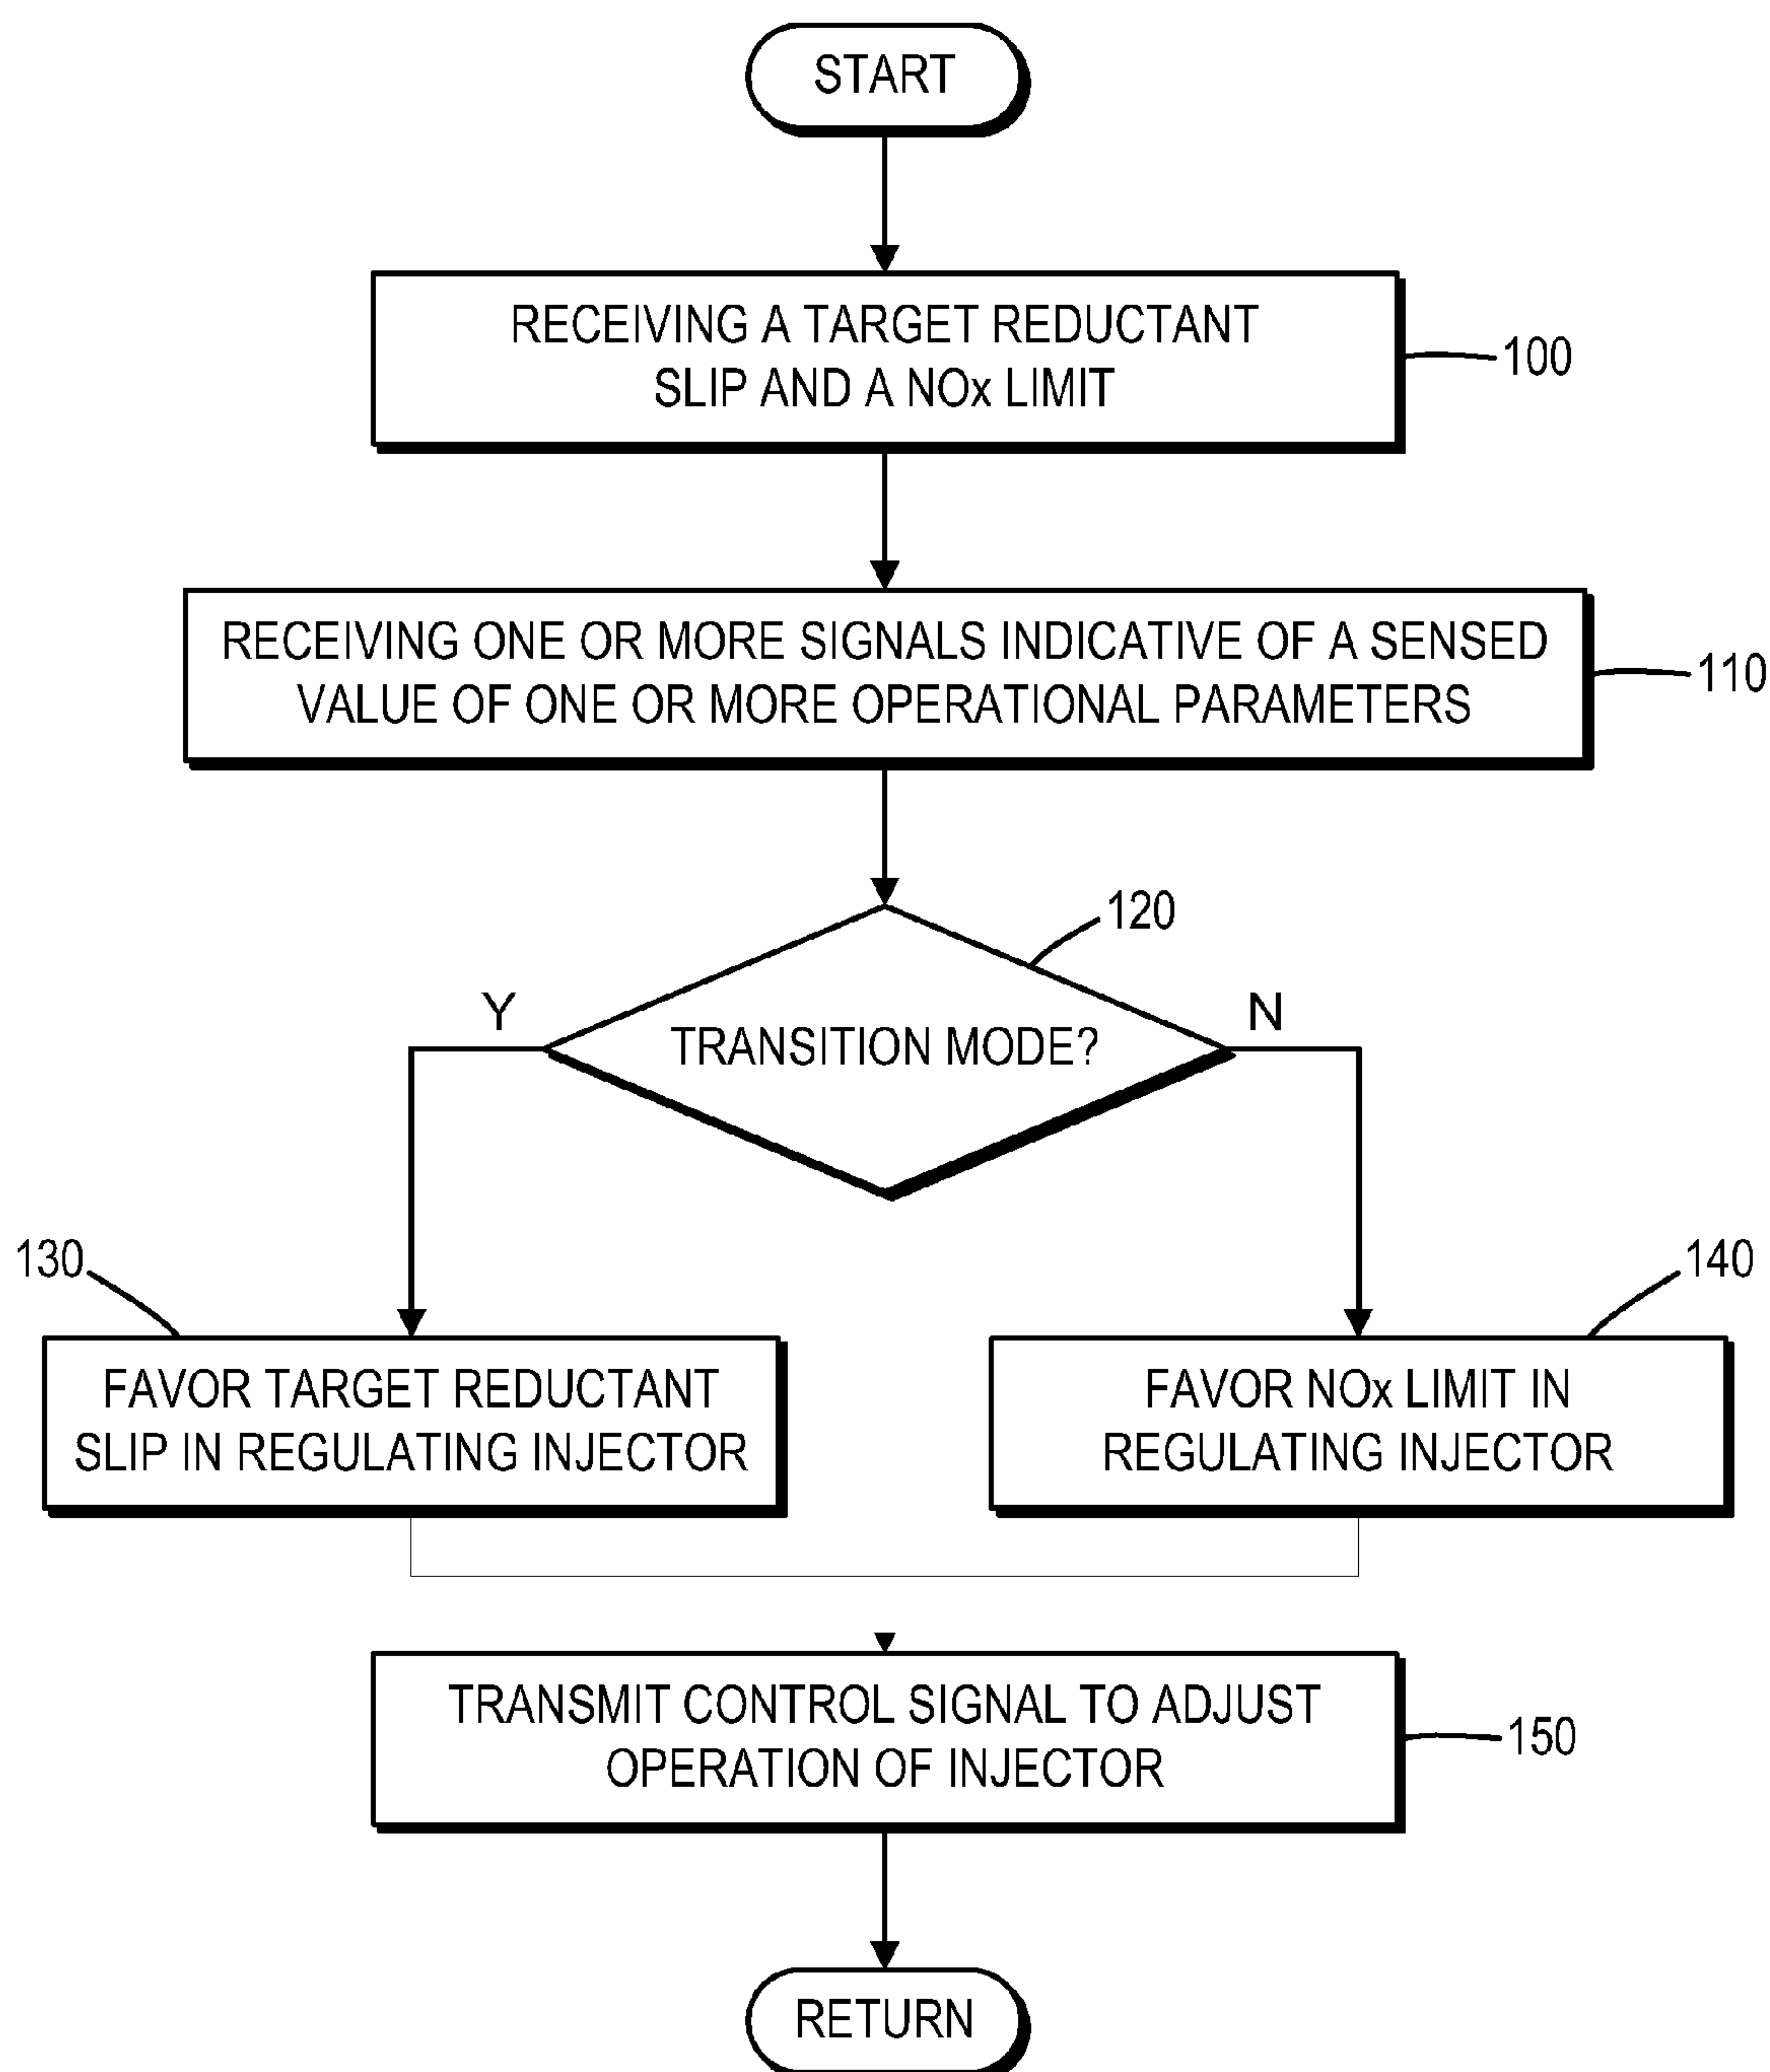 START
RECEIVING A TARGET REDUCTANT
SLIP AND A NOx LIMIT
100
RECEIVING ONE OR MORE SIGNALS INDICATIVE OF A SENSED
VALUE OF ONE OR MORE OPERATIONAL PARAMETERS
110
120
Y
TRANSITION MODE?
N
130
140
FAVOR TARGET REDUCTANT
SLIP IN REGULATING INJECTOR
FAVOR NOx LIMIT IN
REGULATING INJECTOR
TRANSMIT CONTROL SIGNAL TO ADJUST
OPERATION OF INJECTOR
150
RETURN